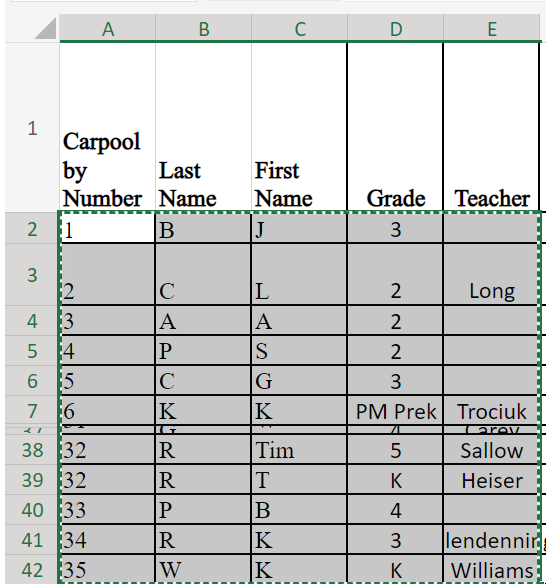 A B C D E
1 Carpool by Number Last Name First Name Grade Teacher
2 1 B J 3
3 2 C L 2 Long
4 3 A A 2
5 4 P S 2
6 5 C G 3
7 6 K K PM Prek Trociuk
38 32 R Tim 5 Sallow
39 32 R T K Heiser
40 33 P B 4
41 34 R K 3 lendennin
42 35 W K K Williams